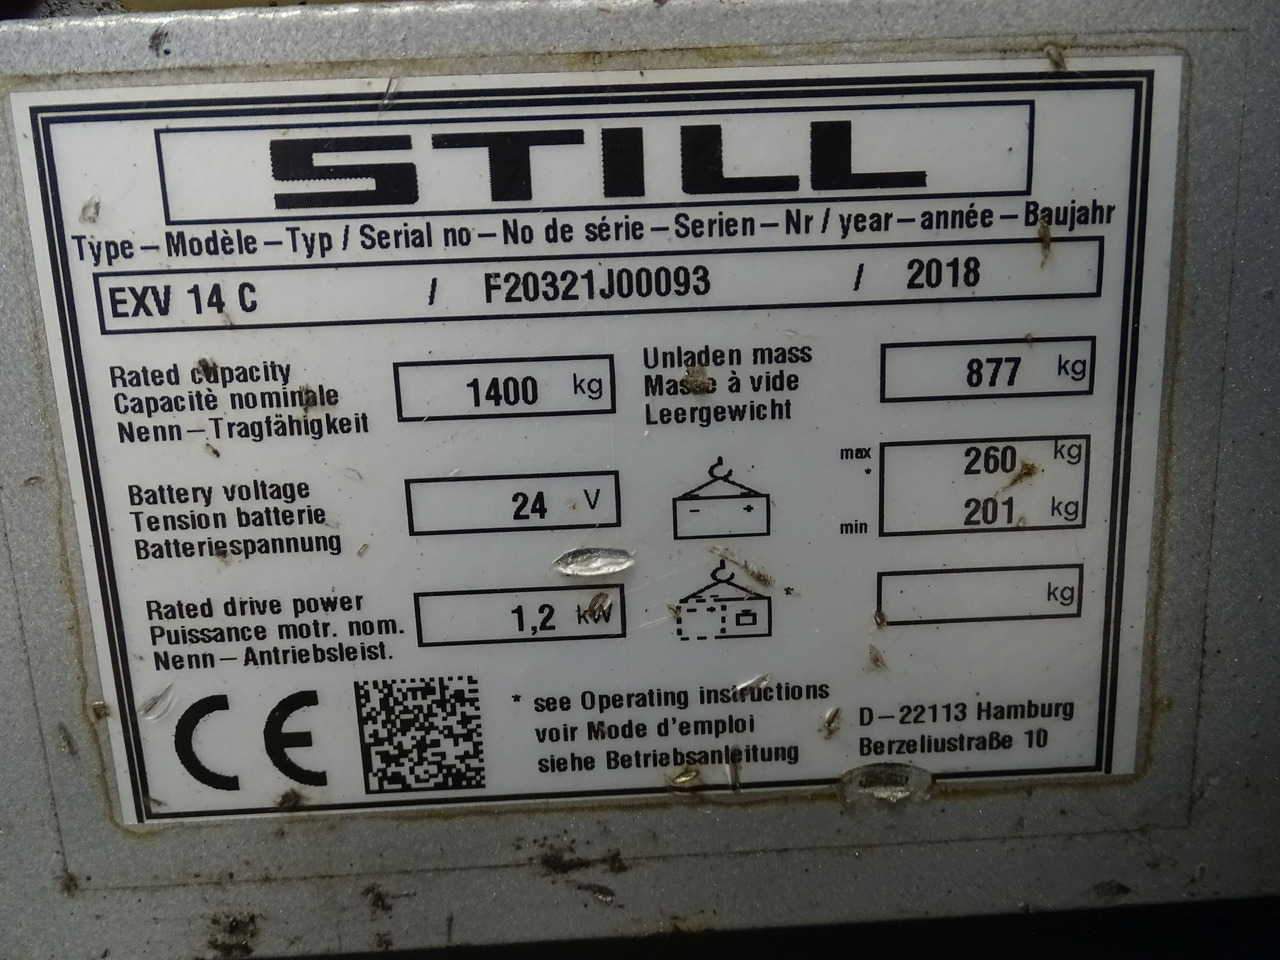 STILL
Type – Modèle – Typ / Serial no – No de série – Serien – Nr / year – année – Baujahr
EXV 14 C / F20321J00093 / 2018
Rated capacity
Capacitè nominale
Nenn – Tragfähigkeit
1400 kg
Unladen mass
Masse à vide
Leergewicht
877 kg
Battery voltage
Tension batterie
Batteriespannung
24 V
- +
max 260 kg
*
min 201 kg
Rated drive power
Puissance motr. nom.
Nenn – Antriebsleist.
1,2 kW
*
kg
CE
* see Operating instructions
voir Mode d'emploi
siehe Betriebsanleitung
D – 22113 Hamburg
Berzeliustraße 10